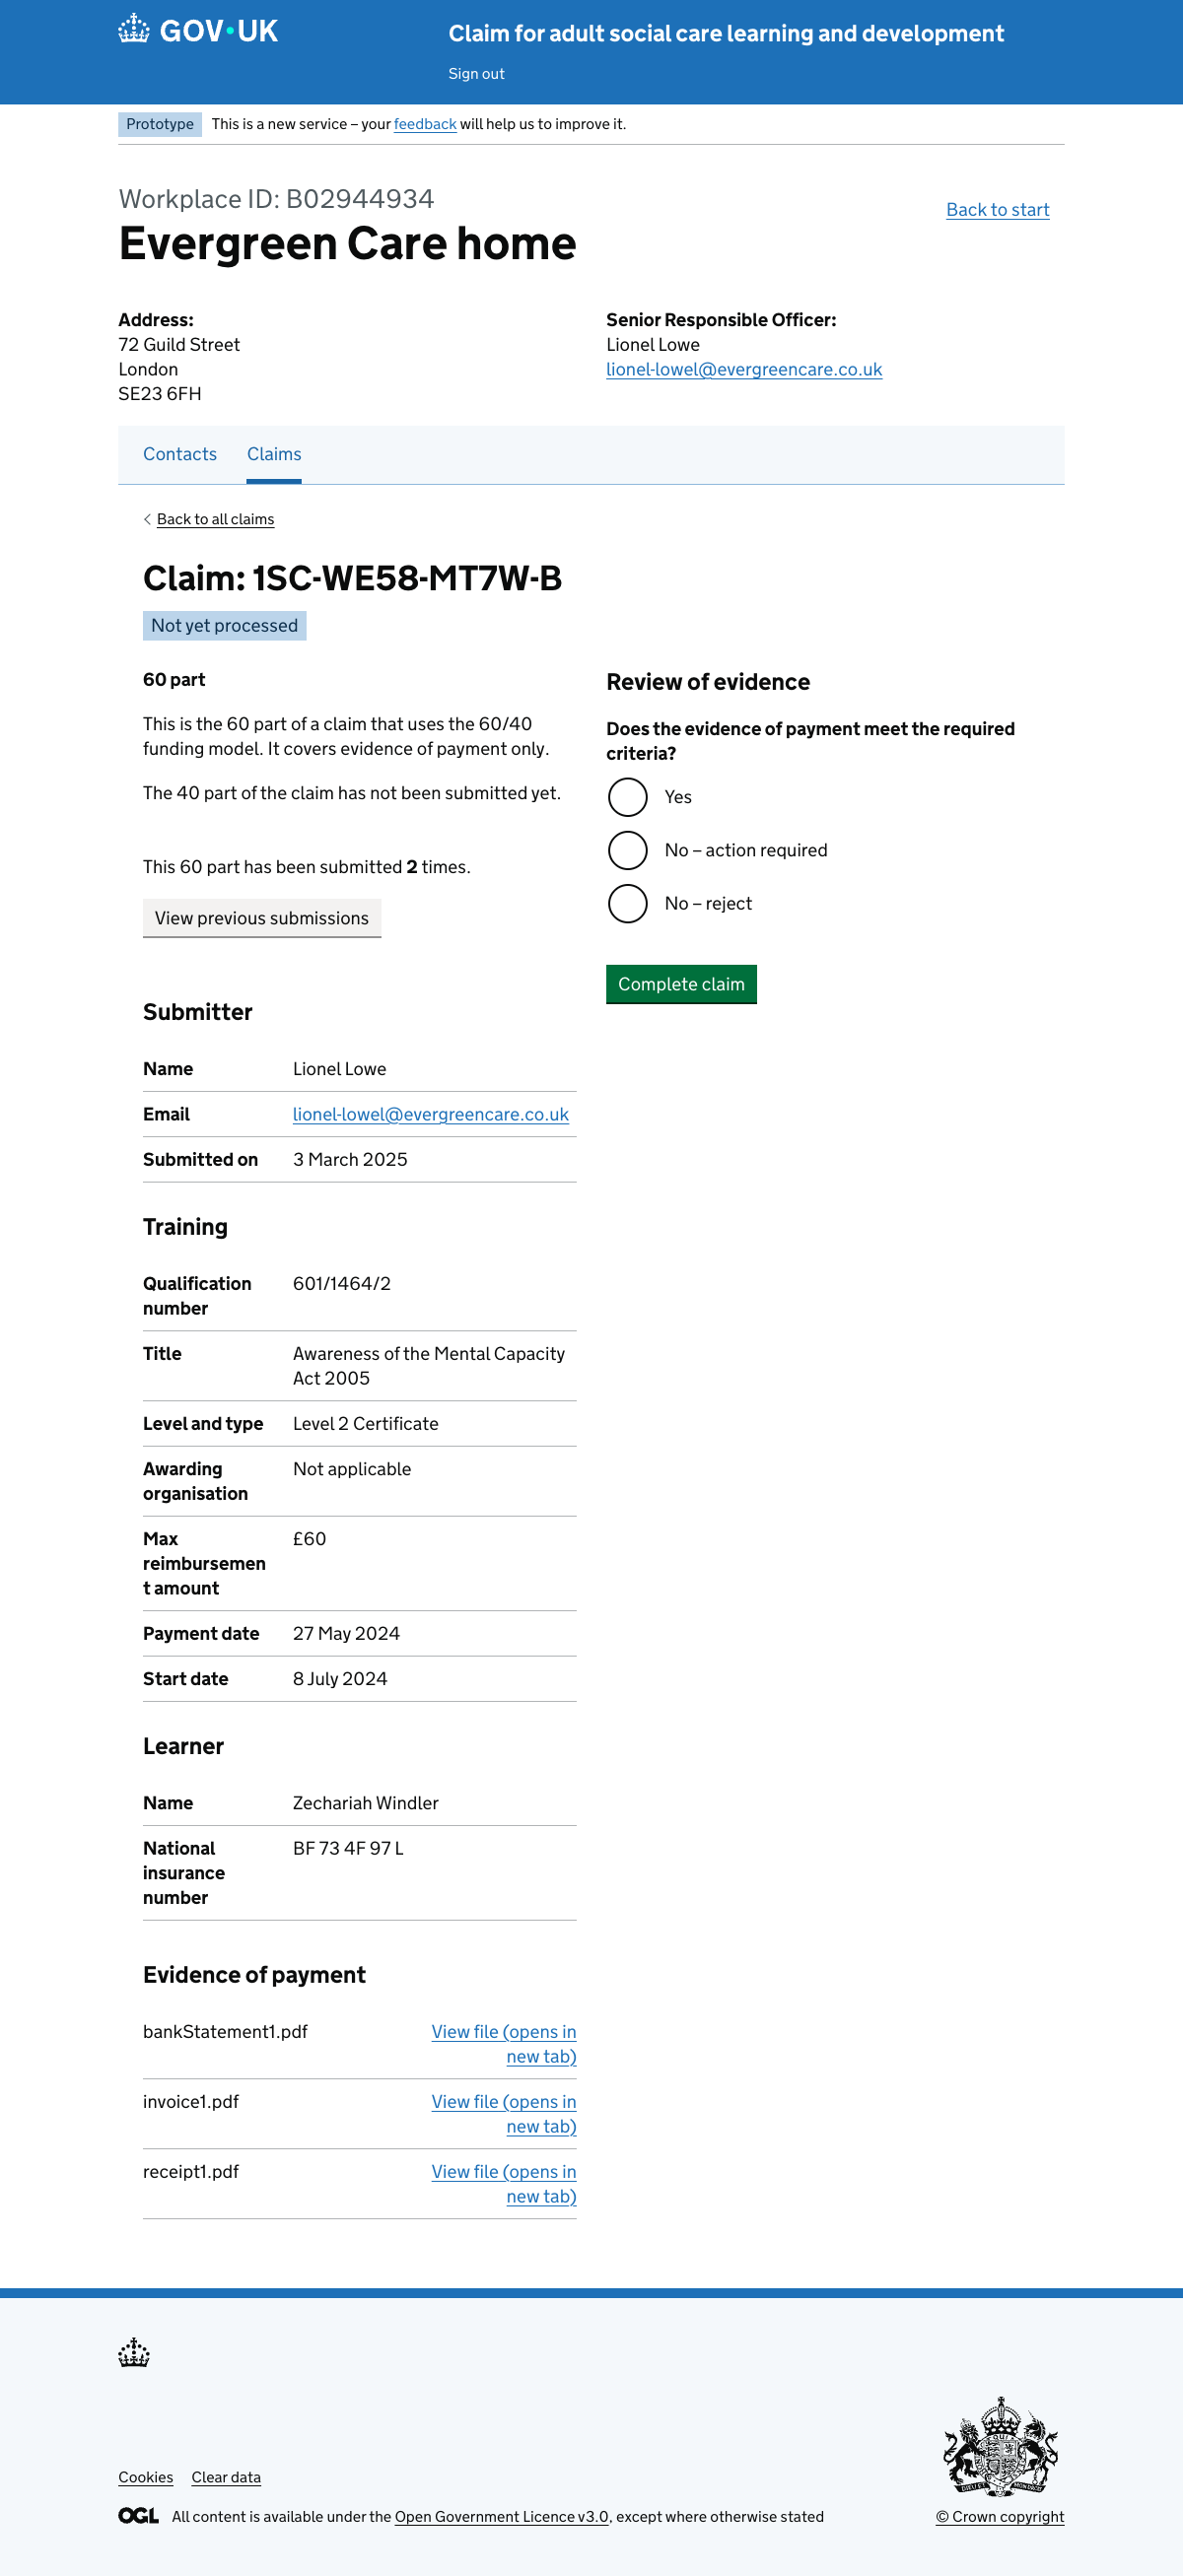 GOV•UK
Claim for adult social care learning and development
Sign out
Prototype
This is a new service – your feedback will help us to improve it.
Workplace ID: B02944934
Evergreen Care home
Back to start
Address:
72 Guild Street
London
SE23 6FH
Senior Responsible Officer:
Lionel Lowe
lionel-lowel@evergreencare.co.uk
Contacts
Claims
Back to all claims
Claim: 1SC-WE58-MT7W-B
Not yet processed
60 part
This is the 60 part of a claim that uses the 60/40
funding model. It covers evidence of payment only.
The 40 part of the claim has not been submitted yet.
This 60 part has been submitted 2 times.
View previous submissions
Review of evidence
Does the evidence of payment meet the required
criteria?
Yes
No – action required
No – reject
Complete claim
Submitter
Name
Lionel Lowe
Email
lionel-lowel@evergreencare.co.uk
Submitted on
3 March 2025
Training
Qualification
number
601/1464/2
Title
Awareness of the Mental Capacity
Act 2005
Level and type
Level 2 Certificate
Awarding
organisation
Not applicable
Max
reimbursemen
t amount
£60
Payment date
27 May 2024
Start date
8 July 2024
Learner
Name
Zechariah Windler
National
insurance
number
BF 73 4F 97 L
Evidence of payment
bankStatement1.pdf
View file (opens in
new tab)
invoice1.pdf
View file (opens in
new tab)
receipt1.pdf
View file (opens in
new tab)
Cookies
Clear data
OGL
All content is available under the Open Government Licence v3.0, except where otherwise stated
© Crown copyright